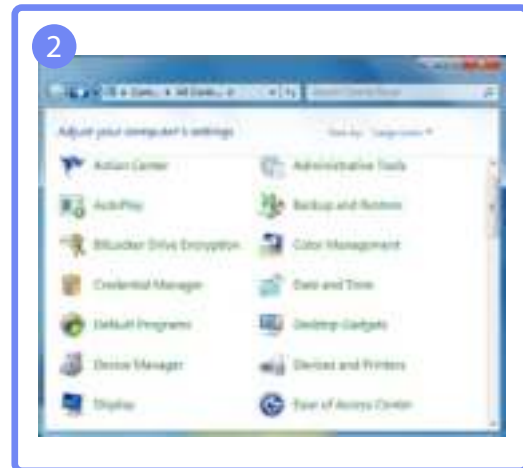 2
Adjust your computer's settings
Action Center
Administrative Tools
AutoPlay
Backup and Restore
BitLocker Drive Encryption
Color Management
Credential Manager
Date and Time
Default Programs
Desktop Gadgets
Device Manager
Devices and Printers
Display
Ease of Access Center